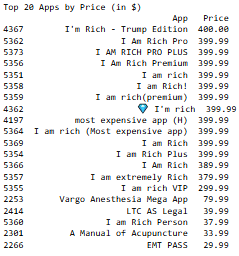 Top 20 Apps by Price (in $)
App Price
4367 I'm Rich - Trump Edition 400.00
5362 I Am Rich Pro 399.99
5373 I AM RICH PRO PLUS 399.99
5356 I Am Rich Premium 399.99
5351 I am rich 399.99
5358 I am Rich! 399.99
5359 I am rich(premium) 399.99
4362 💎 I'm rich 399.99
4197 most expensive app (H) 399.99
5364 I am rich (Most expensive app) 399.99
5369 I am Rich 399.99
5354 I am Rich Plus 399.99
5366 I Am Rich 389.99
5357 I am extremely Rich 379.99
5355 I am rich VIP 299.99
2253 Vargo Anesthesia Mega App 79.99
2414 LTC AS Legal 39.99
5360 I am Rich Person 37.99
2301 A Manual of Acupuncture 33.99
2266 EMT PASS 29.99